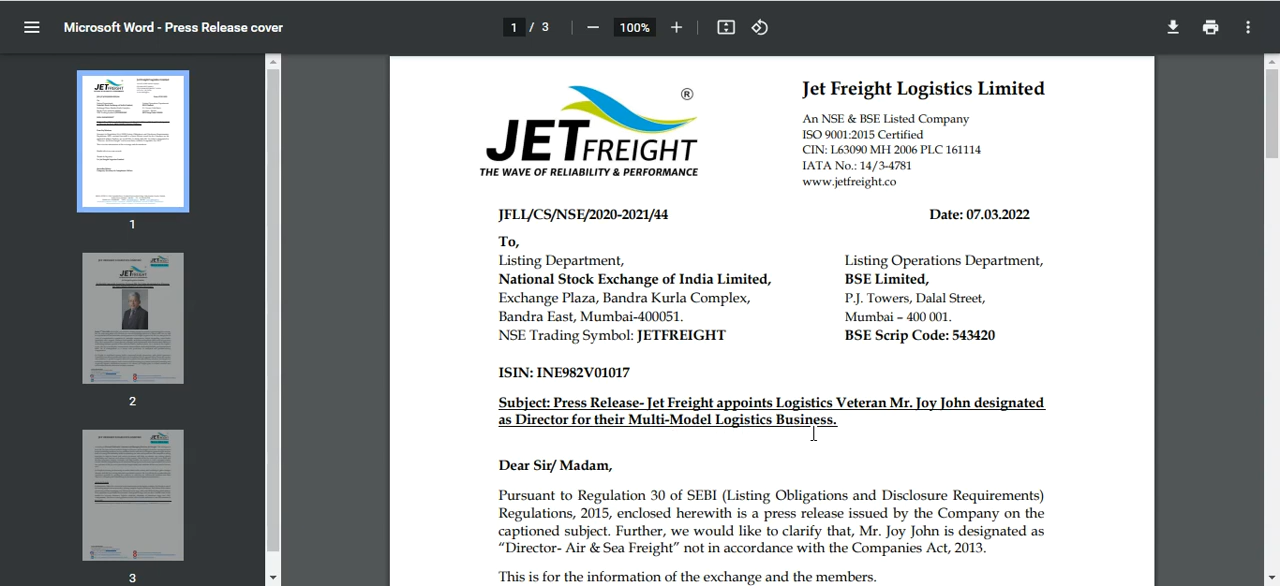 Microsoft Word - Press Release cover
1 / 3
100%
1
2
3
JETFREIGHT ®
THE WAVE OF RELIABILITY & PERFORMANCE
Jet Freight Logistics Limited
An NSE & BSE Listed Company
ISO 9001:2015 Certified
CIN: L63090 MH 2006 PLC 161114
IATA No.: 14/3-4781
www.jetfreight.co
JFLL/CS/NSE/2020-2021/44 Date: 07.03.2022
To,
Listing Department,
National Stock Exchange of India Limited,
Exchange Plaza, Bandra Kurla Complex,
Bandra East, Mumbai-400051.
NSE Trading Symbol: JETFREIGHT
Listing Operations Department,
BSE Limited,
P.J. Towers, Dalal Street,
Mumbai – 400 001.
BSE Scrip Code: 543420
ISIN: INE982V01017
Subject: Press Release- Jet Freight appoints Logistics Veteran Mr. Joy John designated
as Director for their Multi-Model Logistics Business.
Dear Sir/ Madam,
Pursuant to Regulation 30 of SEBI (Listing Obligations and Disclosure Requirements)
Regulations, 2015, enclosed herewith is a press release issued by the Company on the
captioned subject. Further, we would like to clarify that, Mr. Joy John is designated as
“Director- Air & Sea Freight” not in accordance with the Companies Act, 2013.
This is for the information of the exchange and the members.